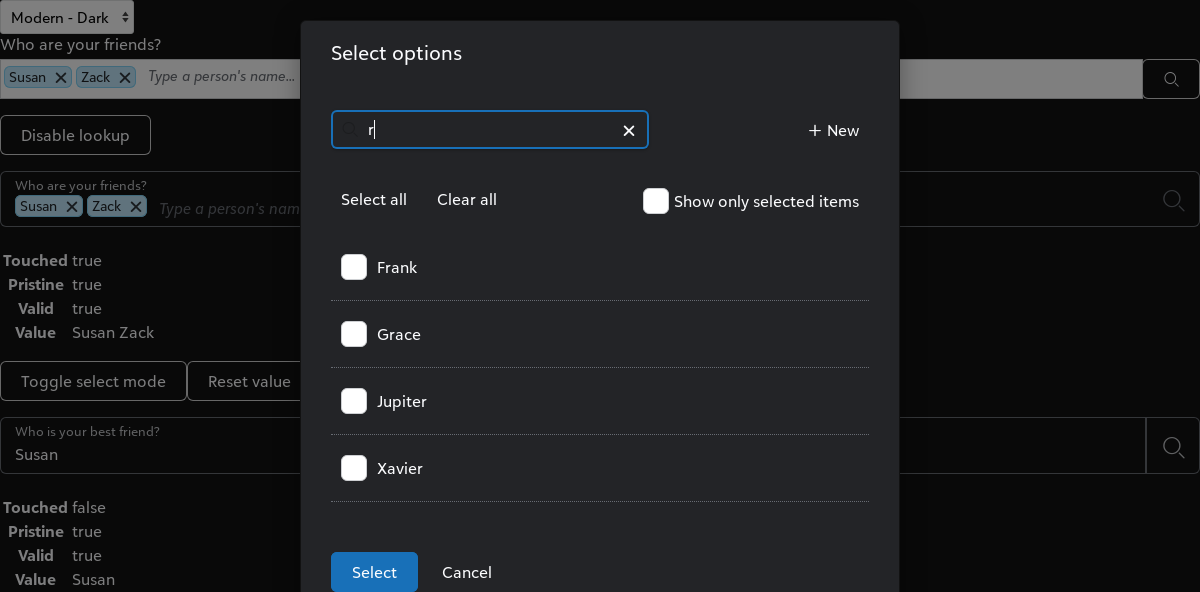 Modern - Dark
Who are your friends?
Susan Zack Type a person's name...
Disable lookup
Who are your friends?
Susan Zack Type a person's nam
Touched true
Pristine true
Valid true
Value Susan Zack
Toggle select mode Reset value
Who is your best friend?
Susan
Touched false
Pristine true
Valid true
Value Susan
Select options
r
New
Select all Clear all Show only selected items
Frank
Grace
Jupiter
Xavier
Select Cancel